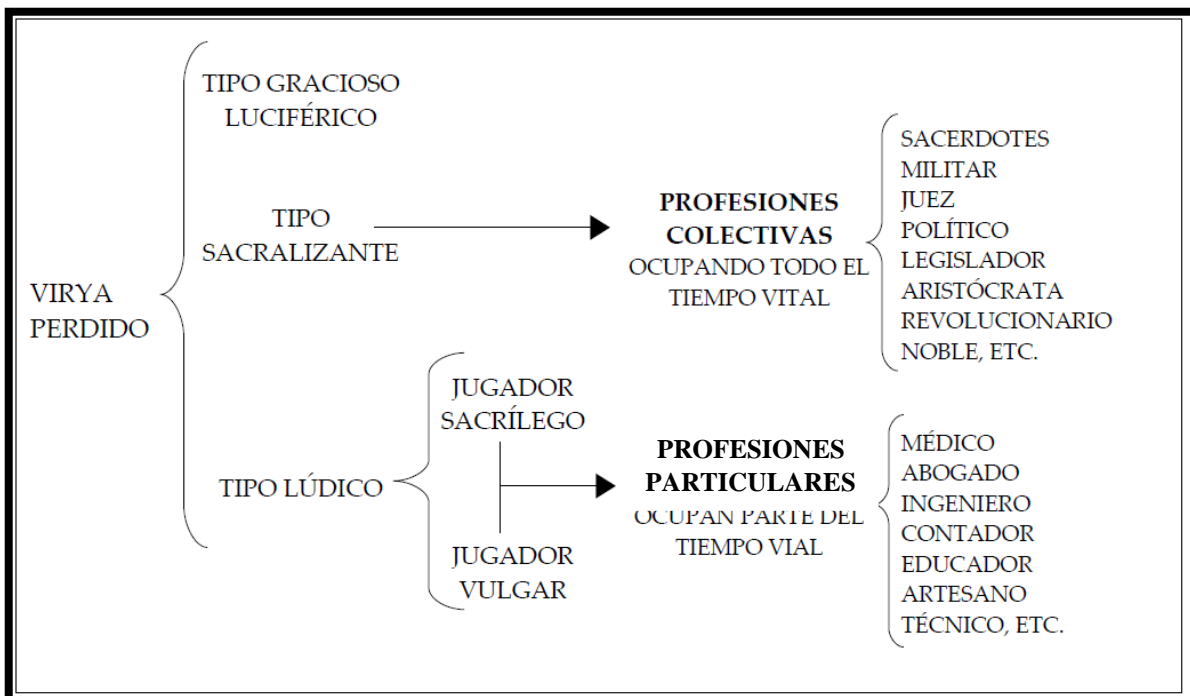 VIRYA
PERDIDO
TIPO GRACIOSO
LUCIFÉRICO
TIPO
SACRALIZANTE
PROFESIONES
COLECTIVAS
OCUPANDO TODO EL
TIEMPO VITAL
SACERDOTES
MILITAR
JUEZ
POLÍTICO
LEGISLADOR
ARISTÓCRATA
REVOLUCIONARIO
NOBLE, ETC.
TIPO LÚDICO
JUGADOR
SACRÍLEGO
JUGADOR
VULGAR
PROFESIONES
PARTICULARES
OCUPAN PARTE DEL
TIEMPO VIAL
MÉDICO
ABOGADO
INGENIERO
CONTADOR
EDUCADOR
ARTESANO
TÉCNICO, ETC.